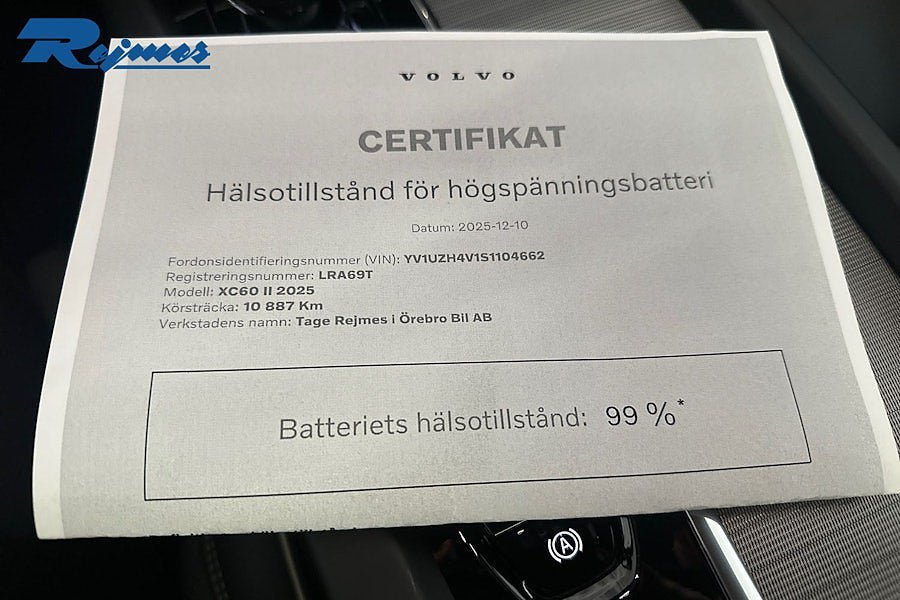 Rejmes
VOLVO
CERTIFIKAT
Hälsotillstånd för högspänningsbatteri
Datum: 2025-12-10
Fordonsidentifieringsnummer (VIN): YV1UZH4V1S1104662
Registreringsnummer: LRA69T
Modell: XC60 II 2025
Körsträcka: 10 887 Km
Verkstadens namn: Tage Rejmes i Örebro Bil AB
Batteriets hälsotillstånd: 99 %*
A